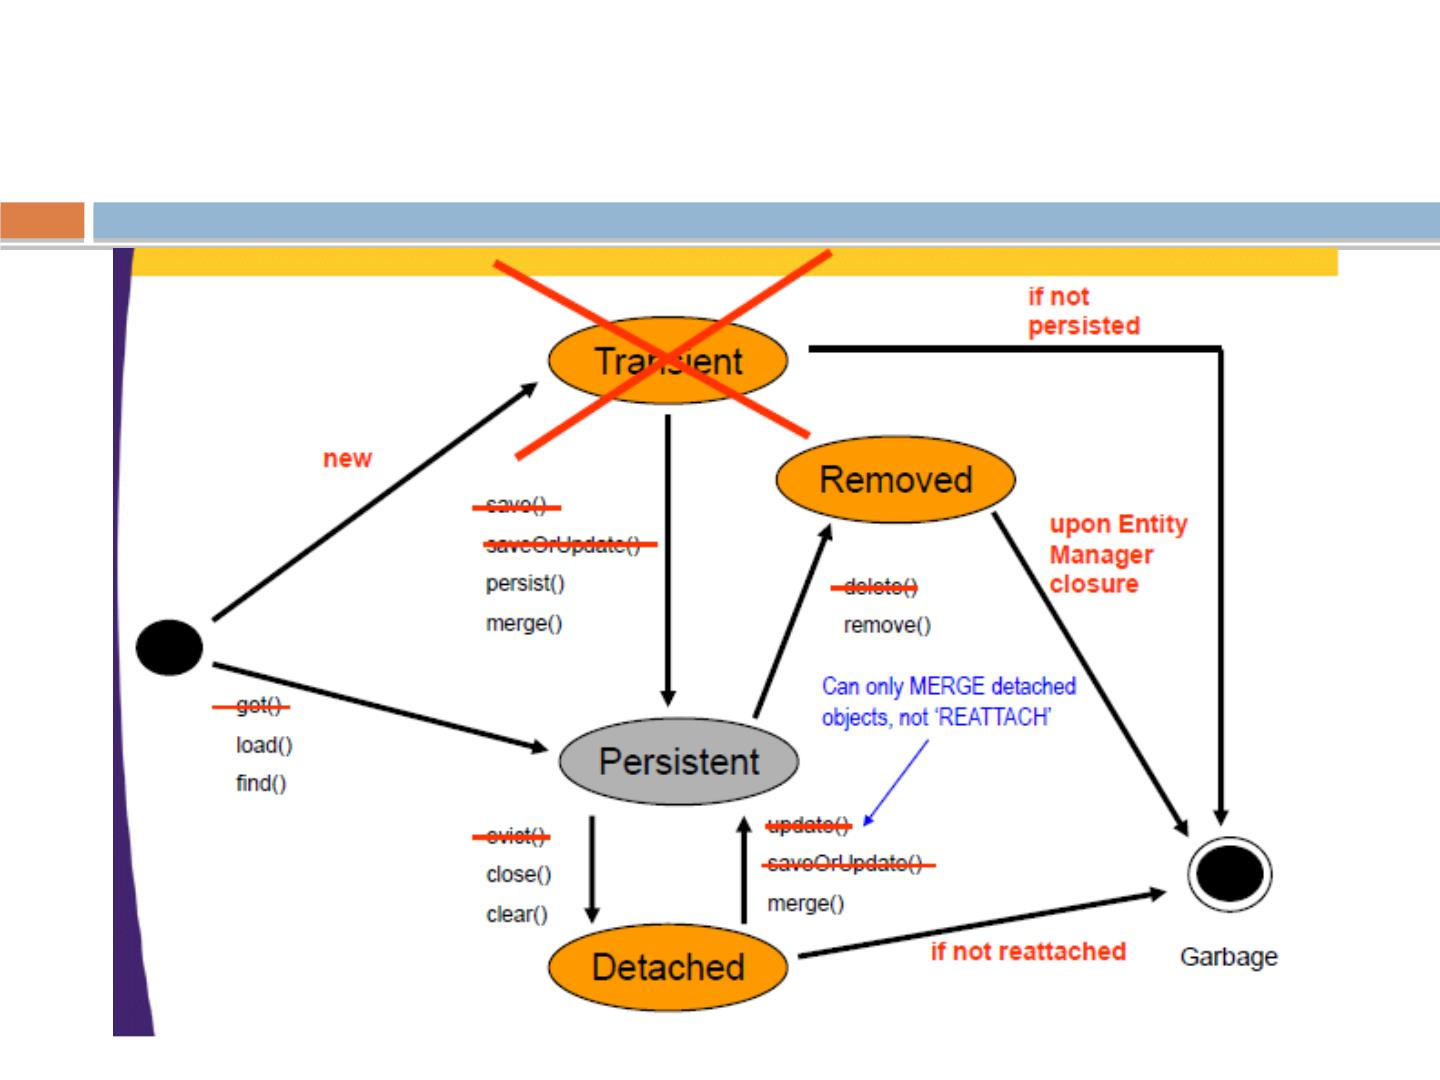 if not
persisted
Transient
new
Removed
save()
saveOrUpdate()
persist()
merge()
upon Entity
Manager
closure
delete()
remove()
Can only MERGE detached
objects, not ‘REATTACH’
get()
load()
find()
Persistent
evict()
close()
clear()
update()
saveOrUpdate()
merge()
Detached
if not reattached
Garbage